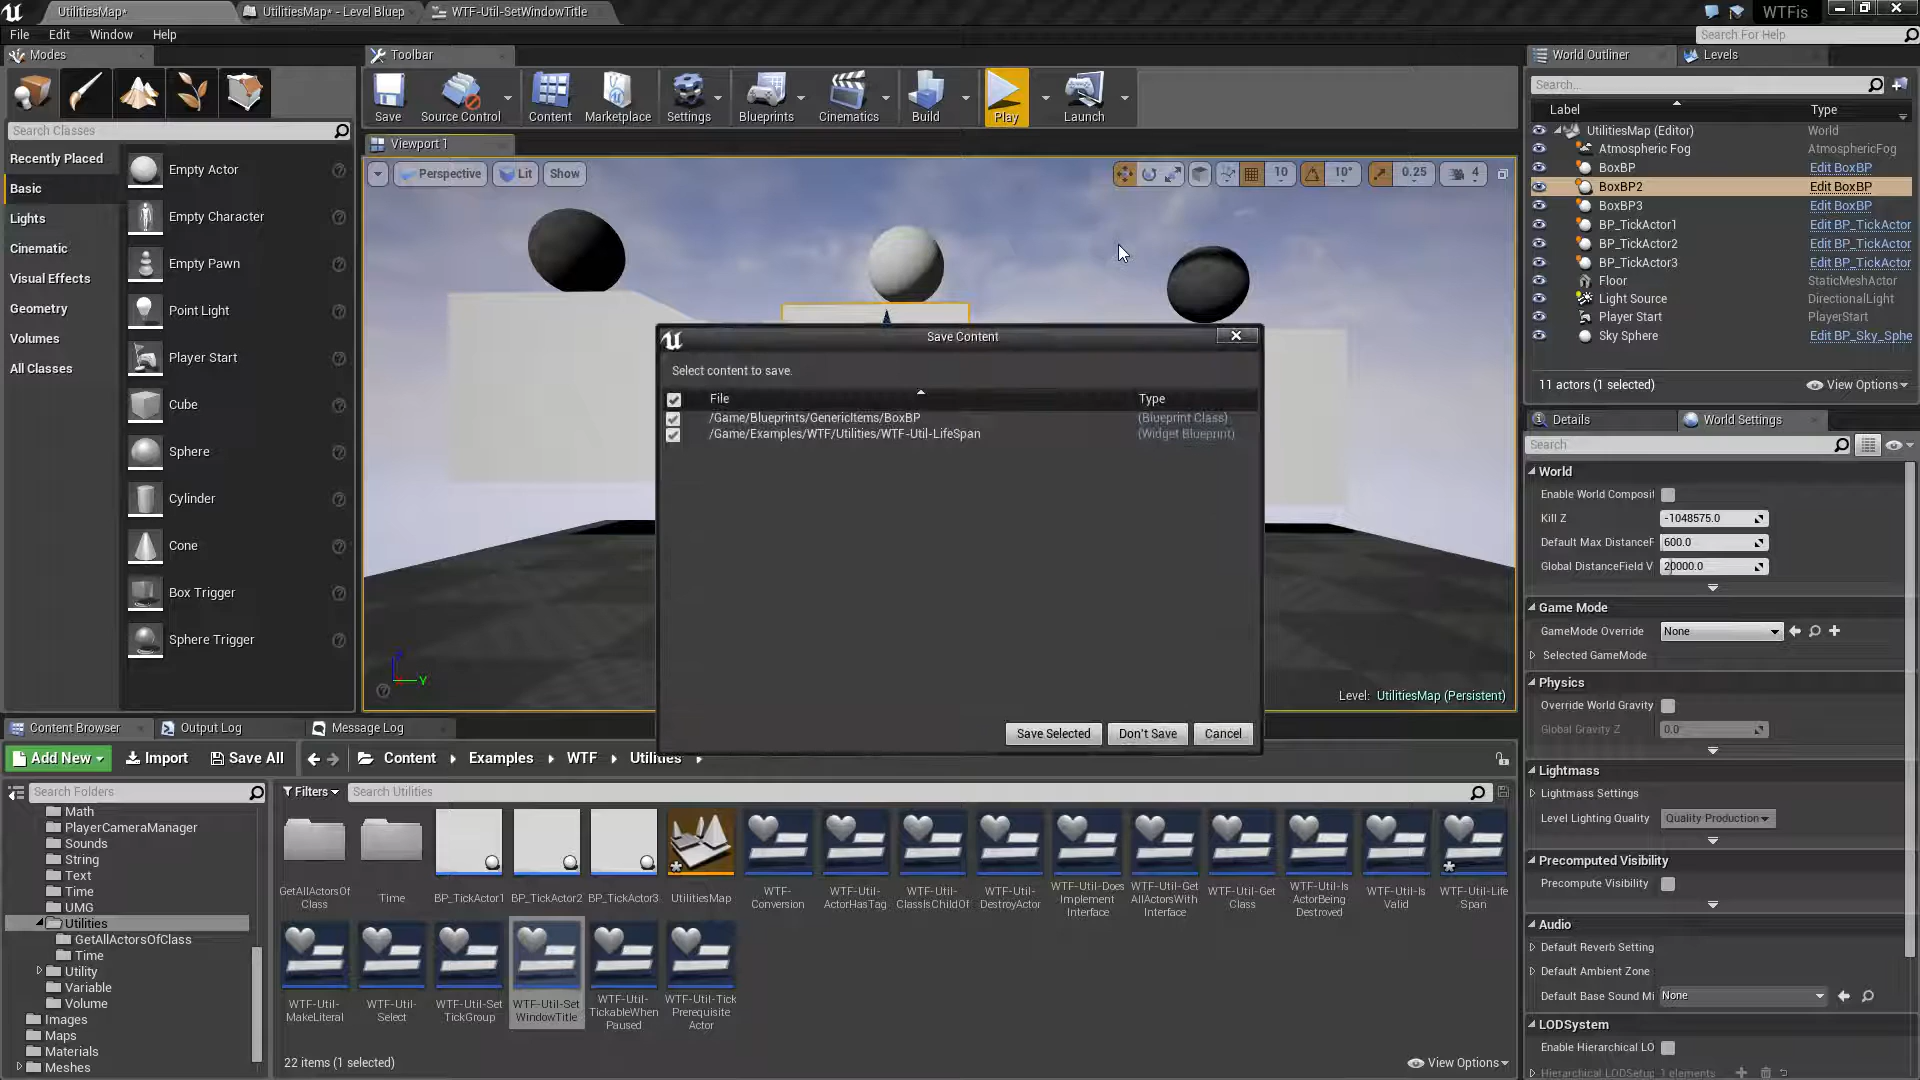 UtilitiesMap*
UtilitiesMap* - Level Bluep
WTF-Util-SetWindowTitle
WTFis
File
Edit
Window
Help
Search For Help
Modes
Toolbar
World Outliner
Levels
Save
Source Control
Content
Marketplace
Settings
Blueprints
Cinematics
Build
Play
Launch
Search Classes
Recently Placed
Basic
Lights
Cinematic
Visual Effects
Geometry
Volumes
All Classes
Empty Actor
Empty Character
Empty Pawn
Point Light
Player Start
Cube
Sphere
Cylinder
Cone
Box Trigger
Sphere Trigger
Viewport 1
Perspective
Lit
Show
10
10°
0.25
4
Y
Level: UtilitiesMap (Persistent)
Save Content
Select content to save.
File
Type
/Game/Blueprints/GenericItems/BoxBP
(Blueprint Class)
/Game/Examples/WTF/Utilities/WTF-Util-LifeSpan
(Widget Blueprint)
Save Selected
Don't Save
Cancel
Search...
Label
Type
UtilitiesMap (Editor)
World
Atmospheric Fog
AtmosphericFog
BoxBP
Edit BoxBP
BoxBP2
Edit BoxBP
BoxBP3
Edit BoxBP
BP_TickActor1
Edit BP_TickActor
BP_TickActor2
Edit BP_TickActor
BP_TickActor3
Edit BP_TickActor
Floor
StaticMeshActor
Light Source
DirectionalLight
Player Start
PlayerStart
Sky Sphere
Edit BP_Sky_Sphe
11 actors (1 selected)
View Options
Details
World Settings
Search
World
Enable World Composit
Kill Z
-1048575.0
Default Max DistanceF
600.0
Global DistanceField V
20000.0
Game Mode
GameMode Override
None
Selected GameMode
Physics
Override World Gravity
Global Gravity Z
0.0
Lightmass
Lightmass Settings
Level Lighting Quality
Quality Production
Precomputed Visibility
Precompute Visibility
Audio
Default Reverb Setting
Default Ambient Zone
Default Base Sound Mi
None
LODSystem
Enable Hierarchical LO
Hierarchical LODSetup
1 elements
Content Browser
Output Log
Message Log
Add New
Import
Save All
Content
Examples
WTF
Utilities
Search Folders
Filters
Search Utilities
Math
PlayerCameraManager
Sounds
String
Text
Time
UMG
Utilities
GetAllActorsOfClass
Time
Utility
Variable
Volume
Images
Maps
Materials
Meshes
GetAllActorsOf
Class
Time
BP_TickActor1
BP_TickActor2
BP_TickActor3
UtilitiesMap
WTF-
Conversion
WTF-Util-
ActorHasTag
WTF-Util-
ClassIsChildOf
WTF-Util-
DestroyActor
WTF-Util-Does
Implement
Interface
WTF-Util-Get
AllActorsWith
Interface
WTF-Util-Get
Class
WTF-Util-Is
ActorBeing
Destroyed
WTF-Util-Is
Valid
WTF-Util-Life
Span
WTF-Util-
MakeLiteral
WTF-Util-
Select
WTF-Util-Set
TickGroup
WTF-Util-Set
WindowTitle
WTF-Util-
TickableWhen
Paused
WTF-Util-Tick
Prerequisite
Actor
22 items (1 selected)
View Options